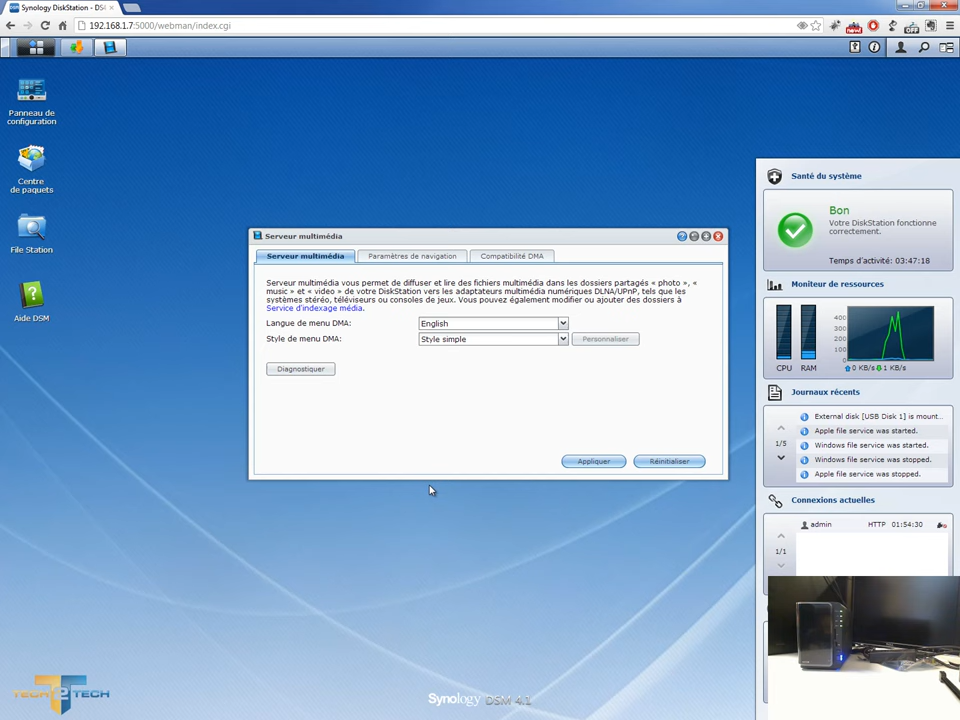 Synology DiskStation - DS
192.168.1.7:5000/webman/index.cgi
Panneau de
configuration
Centre
de paquets
File Station
Aide DSM
Serveur multimédia
Serveur multimédia
Paramètres de navigation
Compatibilité DMA
Serveur multimédia vous permet de diffuser et lire des fichiers multimédia dans les dossiers partagés « photo », «
music » et « video » de votre DiskStation vers les adaptateurs multimédia numériques DLNA/UPnP, tels que les
systèmes stéréo, téléviseurs ou consoles de jeux. Vous pouvez également modifier ou ajouter des dossiers à
Service d'indexage média.
Langue de menu DMA:
English
Style de menu DMA:
Style simple
Personnaliser
Diagnostiquer
Appliquer
Réinitialiser
Santé du système
Bon
Votre DiskStation fonctionne
correctement.
Temps d'activité: 03:47:18
Moniteur de ressources
400
300
200
100
0
CPU
RAM
0 KB/s
1 KB/s
Journaux récents
External disk [USB Disk 1] is mount...
Apple file service was started.
1/5
Windows file service was started.
Windows file service was stopped.
Apple file service was stopped.
Connexions actuelles
admin
HTTP
01:54:30
1/1
TECH2TECH
Synology DSM 4.1